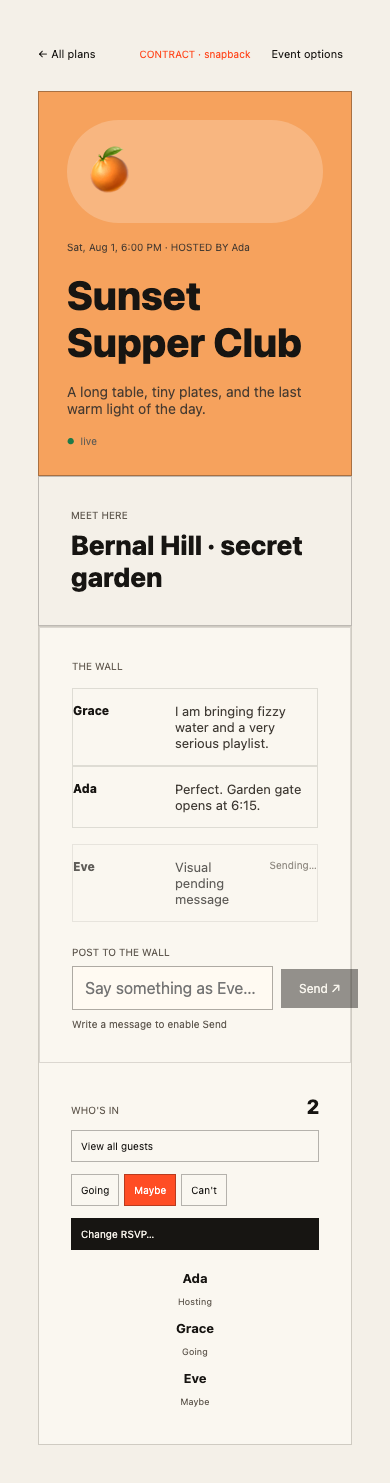 ← All plans CONTRACT · snapback Event options
Sat, Aug 1, 6:00 PM · HOSTED BY Ada
Sunset
Supper Club
A long table, tiny plates, and the last
warm light of the day.
live
MEET HERE
Bernal Hill · secret
garden
THE WALL
Grace
I am bringing fizzy
water and a very
serious playlist.
Ada
Perfect. Garden gate
opens at 6:15.
Eve
Visual
pending
message
Sending…
POST TO THE WALL
Say something as Eve…
Send ↗
Write a message to enable Send
WHO'S IN 2
View all guests
Going Maybe Can't
Change RSVP…
Ada
Hosting
Grace
Going
Eve
Maybe